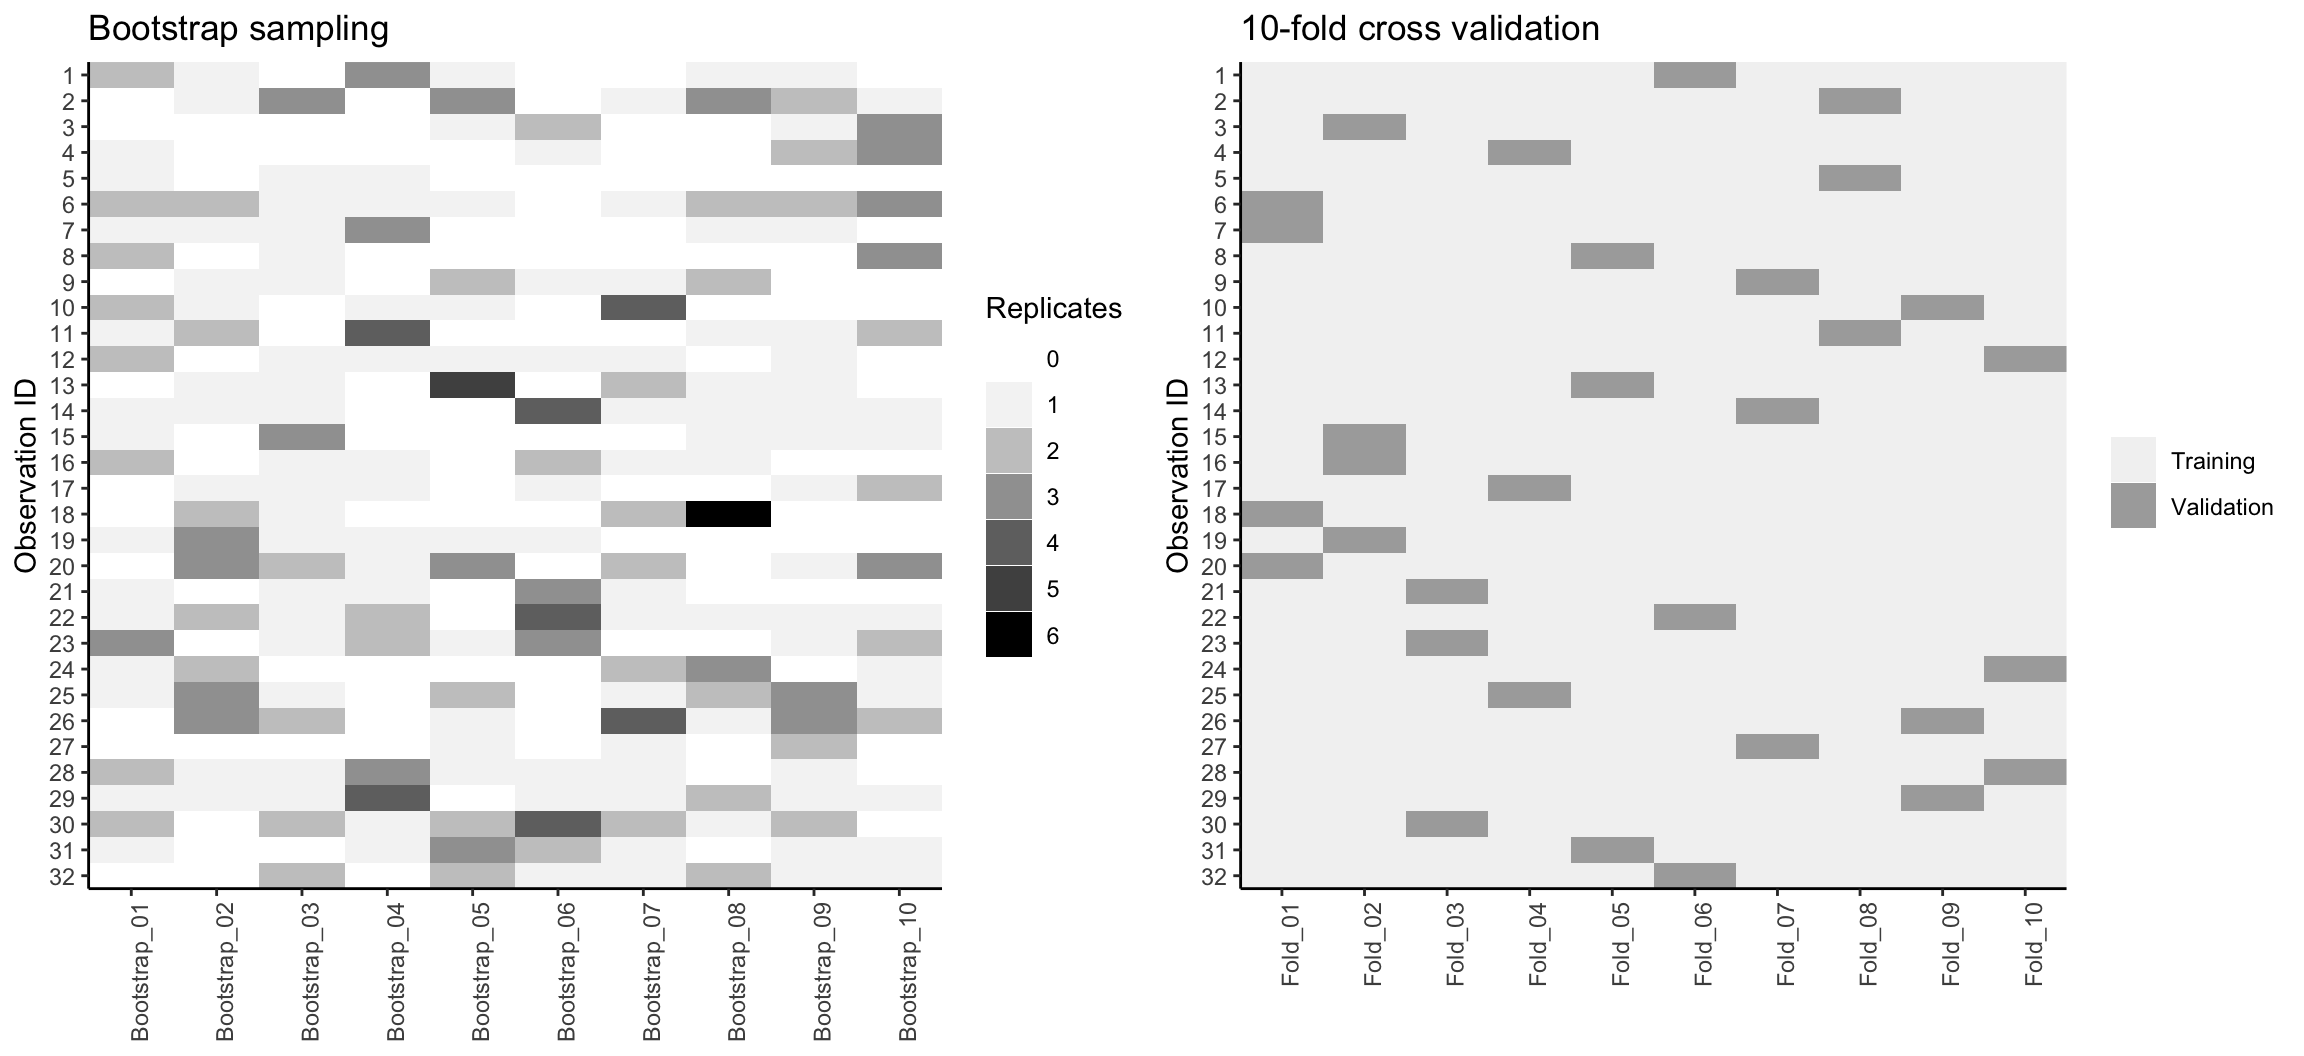 Bootstrap sampling
Observation ID
1
2
3
4
5
6
7
8
9
10
11
12
13
14
15
16
17
18
19
20
21
22
23
24
25
26
27
28
29
30
31
32
Bootstrap_01
Bootstrap_02
Bootstrap_03
Bootstrap_04
Bootstrap_05
Bootstrap_06
Bootstrap_07
Bootstrap_08
Bootstrap_09
Bootstrap_10
Replicates
0
1
2
3
4
5
6
10-fold cross validation
Observation ID
1
2
3
4
5
6
7
8
9
10
11
12
13
14
15
16
17
18
19
20
21
22
23
24
25
26
27
28
29
30
31
32
Fold_01
Fold_02
Fold_03
Fold_04
Fold_05
Fold_06
Fold_07
Fold_08
Fold_09
Fold_10
Training
Validation